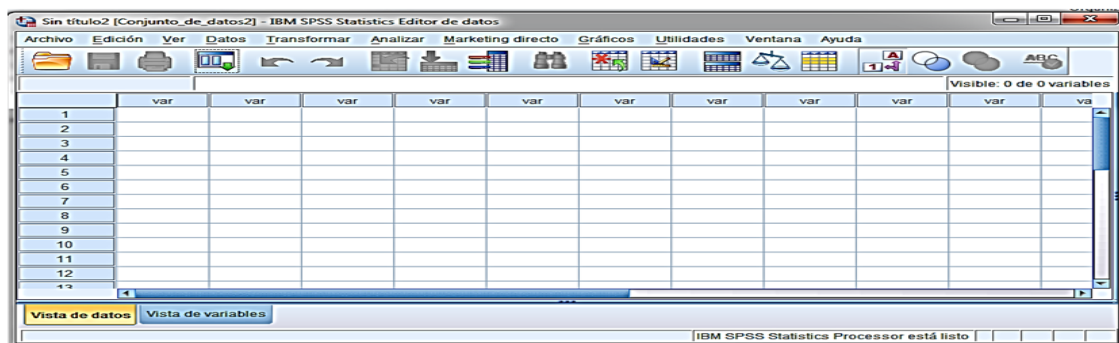 Sin título2 [Conjunto_de_datos2] - IBM SPSS Statistics Editor de datos
Archivo Edición Ver Datos Transformar Analizar Marketing directo Gráficos Utilidades Ventana Ayuda
A
1
ABC
Visible: 0 de 0 variables
var var var var var var var var var var va
1
2
3
4
5
6
7
8
9
10
11
12
13
Vista de datos Vista de variables
IBM SPSS Statistics Processor está listo